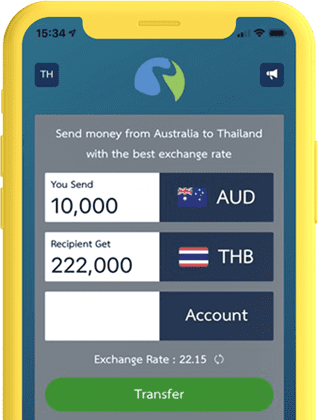 15:34
TH
Send money from Australia to Thailand
with the best exchange rate
You Send
10,000
AUD
Recipient Get
222,000
THB
Account
Exchange Rate : 22.15
Transfer